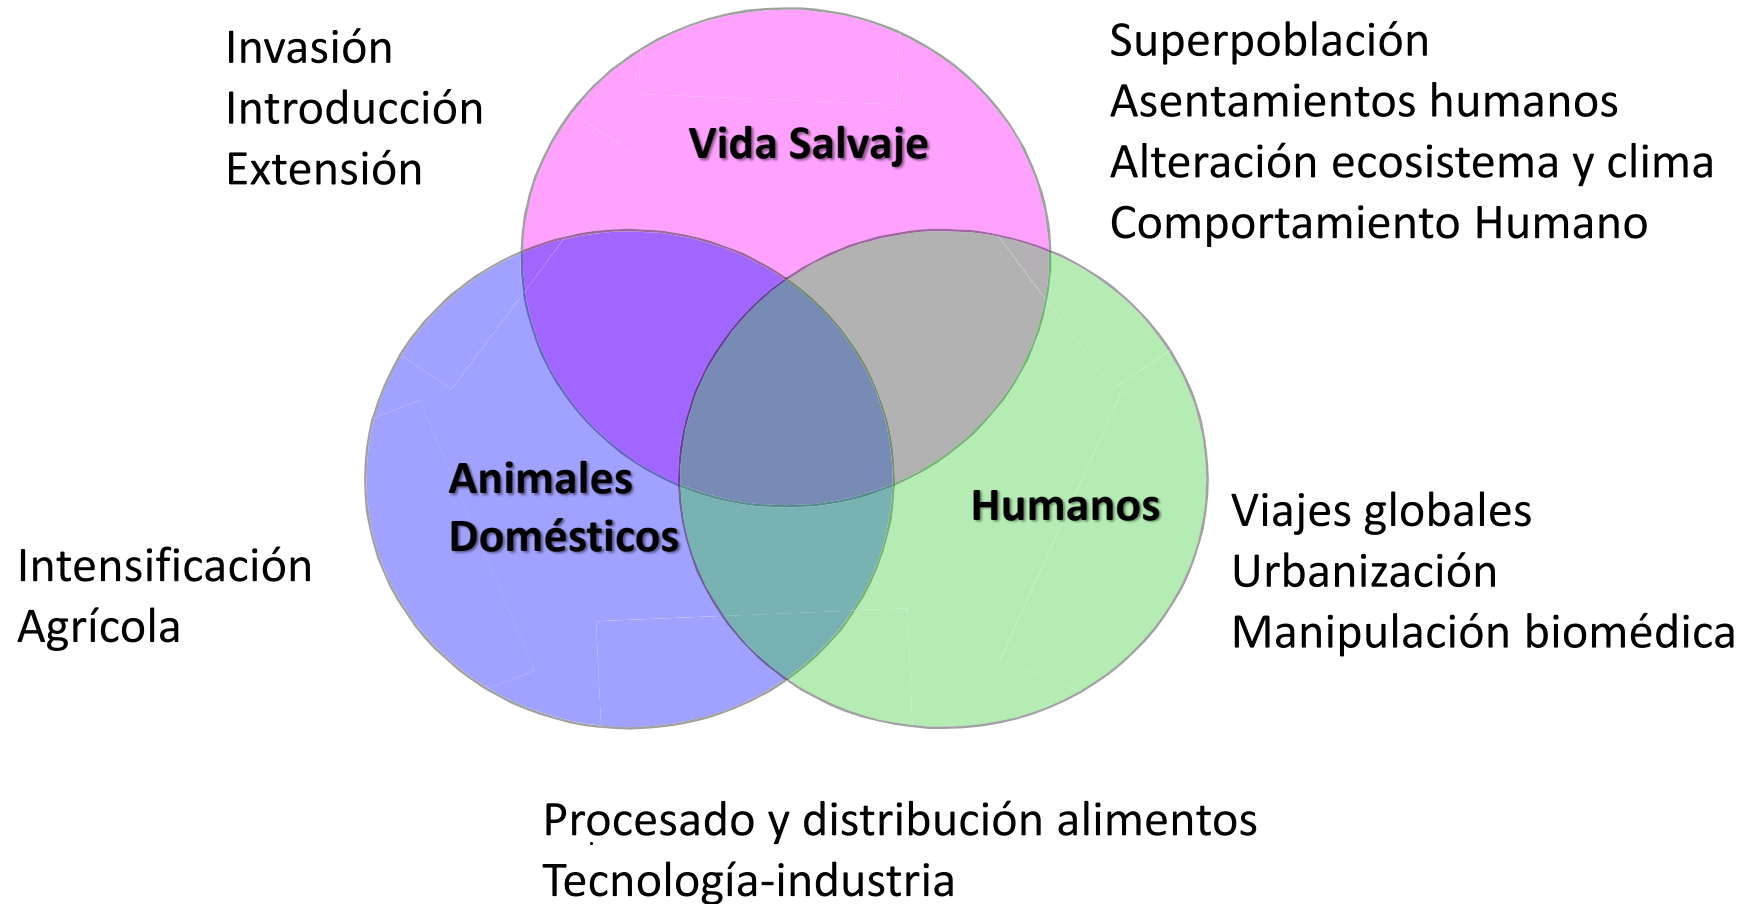 Invasión
Introducción
Extensión
Superpoblación
Asentamientos humanos
Alteración ecosistema y clima
Comportamiento Humano
Vida Salvaje
Animales
Domésticos
Humanos
Intensificación
Agrícola
Viajes globales
Urbanización
Manipulación biomédica
Procesado y distribución alimentos
Tecnología-industria